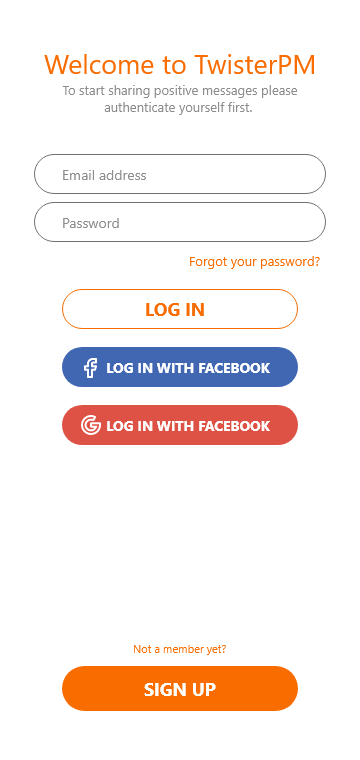 Welcome to TwisterPM
To start sharing positive messages please
authenticate yourself first.
Email address
Password
Forgot your password?
LOG IN
LOG IN WITH FACEBOOK
LOG IN WITH FACEBOOK
Not a member yet?
SIGN UP